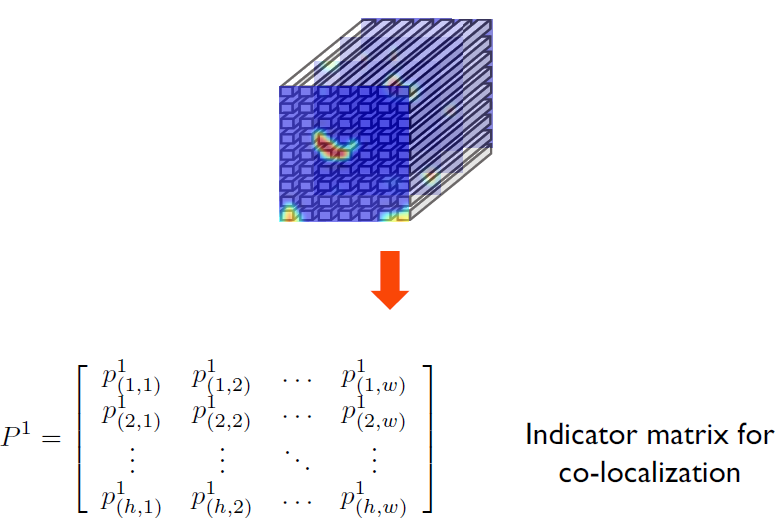 P^1 = [ p^1_{(1,1)} p^1_{(1,2)} … p^1_{(1,w)}
p^1_{(2,1)} p^1_{(2,2)} … p^1_{(2,w)}
⋮ ⋮ ⋱ ⋮
p^1_{(h,1)} p^1_{(h,2)} … p^1_{(h,w)} ]
Indicator matrix for
co-localization